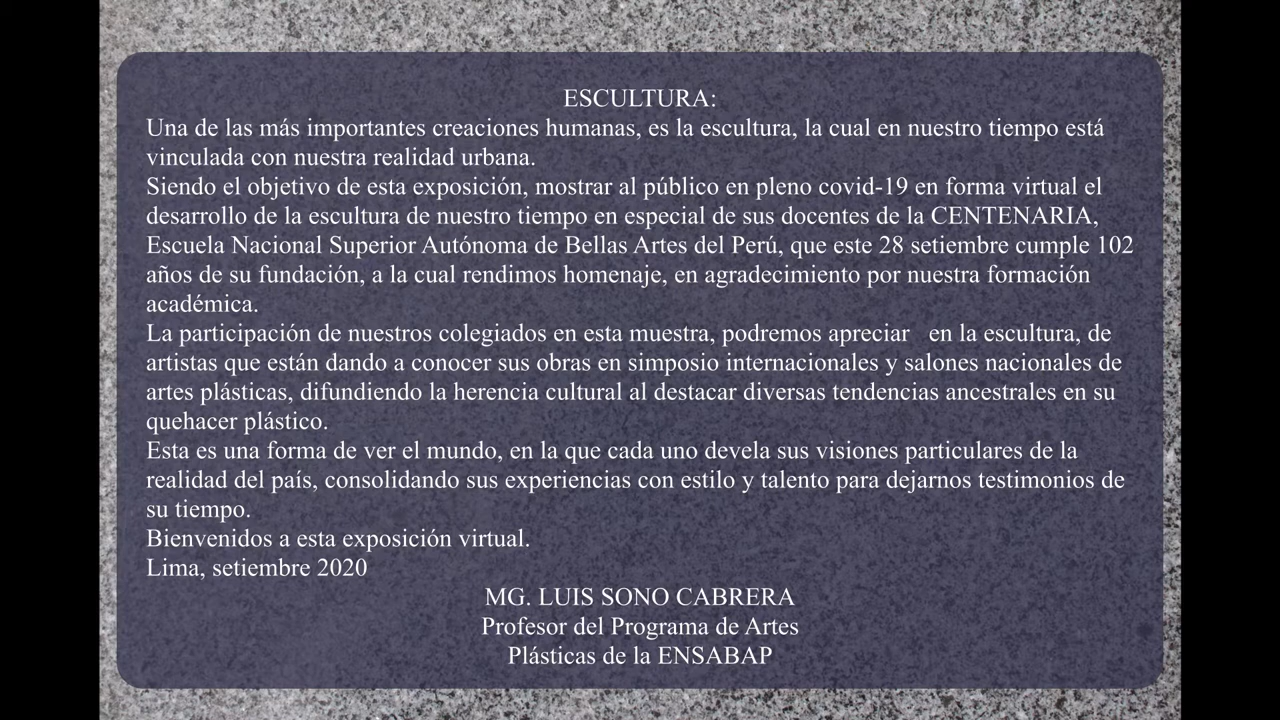 ESCULTURA:
Una de las más importantes creaciones humanas, es la escultura, la cual en nuestro tiempo está
vinculada con nuestra realidad urbana.
Siendo el objetivo de esta exposición, mostrar al público en pleno covid-19 en forma virtual el
desarrollo de la escultura de nuestro tiempo en especial de sus docentes de la CENTENARIA,
Escuela Nacional Superior Autónoma de Bellas Artes del Perú, que este 28 setiembre cumple 102
años de su fundación, a la cual rendimos homenaje, en agradecimiento por nuestra formación
académica.
La participación de nuestros colegiados en esta muestra, podremos apreciar   en la escultura, de
artistas que están dando a conocer sus obras en simposio internacionales y salones nacionales de
artes plásticas, difundiendo la herencia cultural al destacar diversas tendencias ancestrales en su
quehacer plástico.
Esta es una forma de ver el mundo, en la que cada uno devela sus visiones particulares de la
realidad del país, consolidando sus experiencias con estilo y talento para dejarnos testimonios de
su tiempo.
Bienvenidos a esta exposición virtual.
Lima, setiembre 2020
MG. LUIS SONO CABRERA
Profesor del Programa de Artes
Plásticas de la ENSABAP